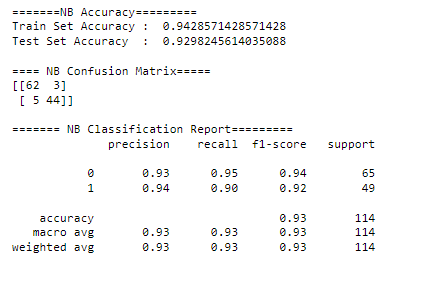 =======NB Accuracy=========
Train Set Accuracy :  0.9428571428571428
Test Set Accuracy  :  0.9298245614035088
==== NB Confusion Matrix=====
[[62  3]
 [ 5 44]]
======= NB Classification Report=========
              precision    recall  f1-score   support
           0       0.93      0.95      0.94        65
           1       0.94      0.90      0.92        49
    accuracy                           0.93       114
   macro avg       0.93      0.93      0.93       114
weighted avg       0.93      0.93      0.93       114